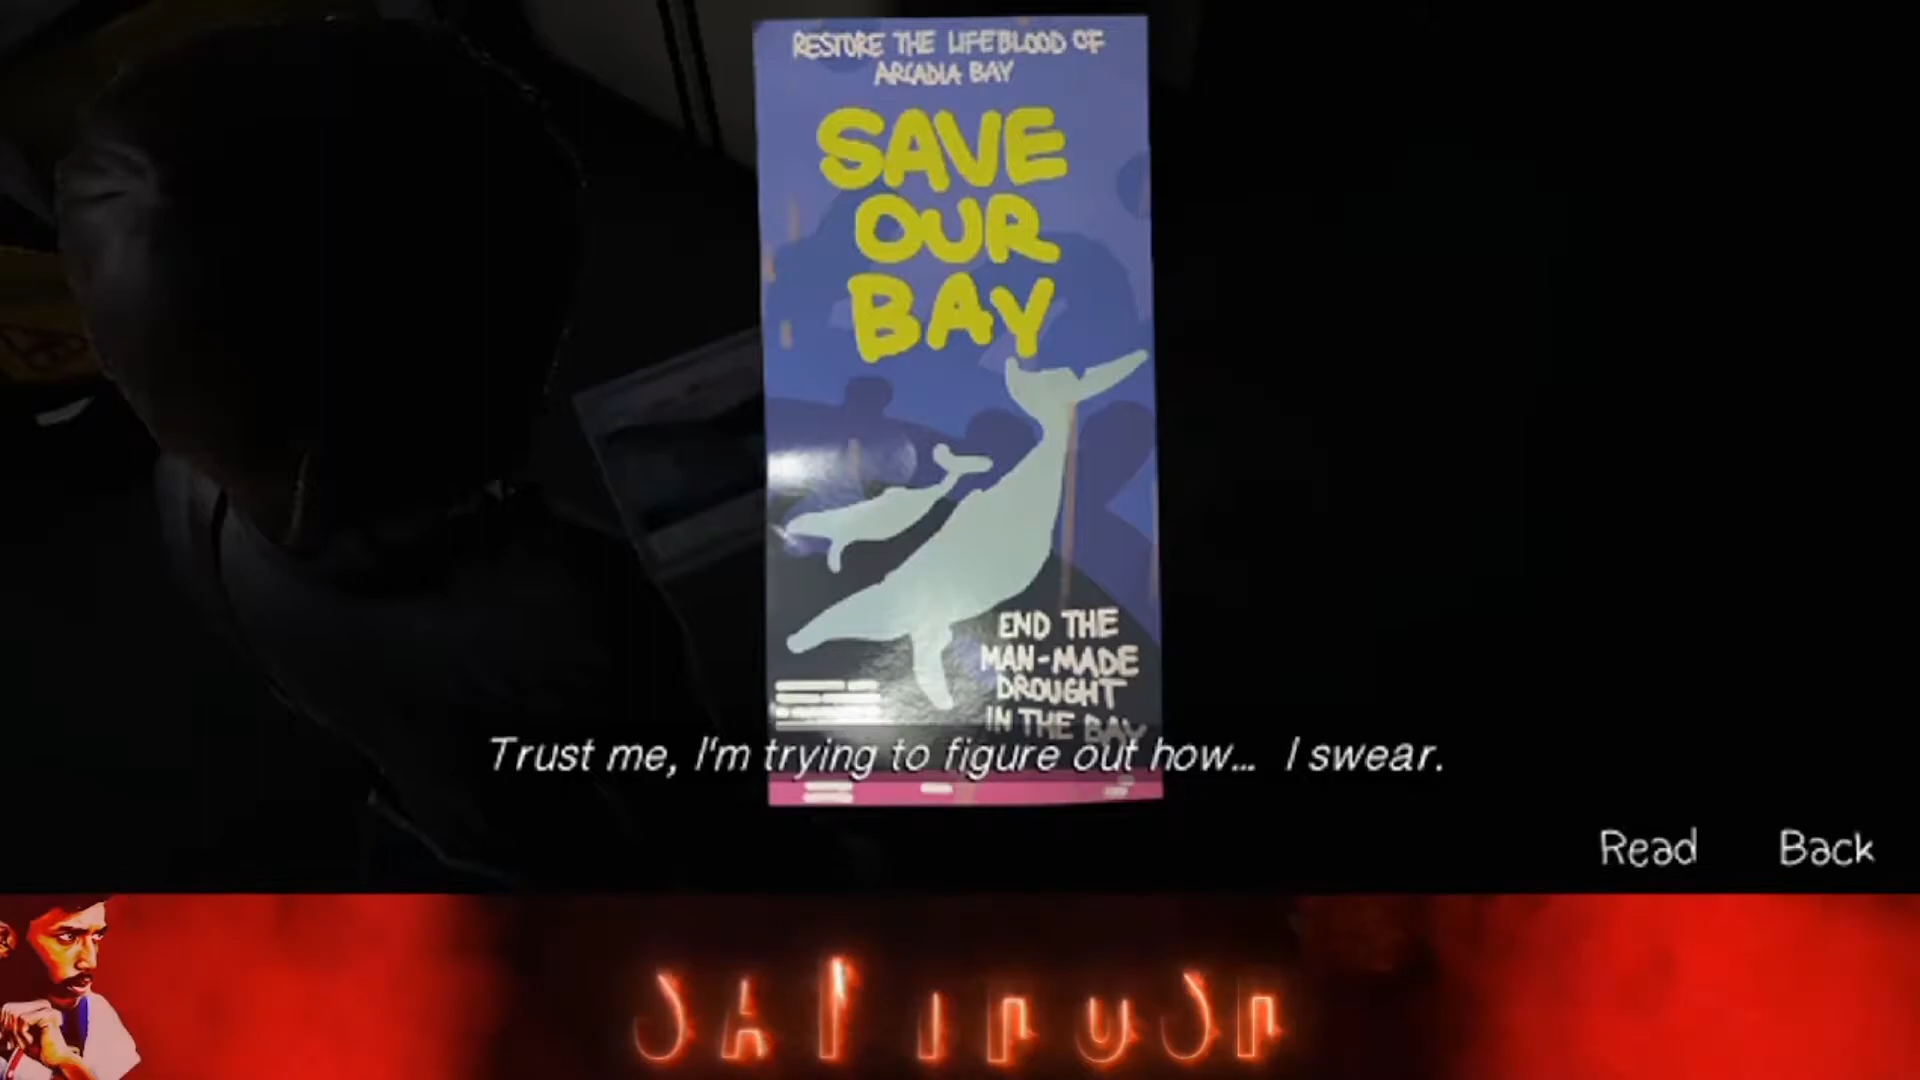 RESTORE THE LIFEBLOOD OF
ARCADIA BAY
SAVE
OUR
BAY
END THE
MAN-MADE
DROUGHT
IN THE BAY
Trust me, I'm trying to figure out how... I swear.
Read Back